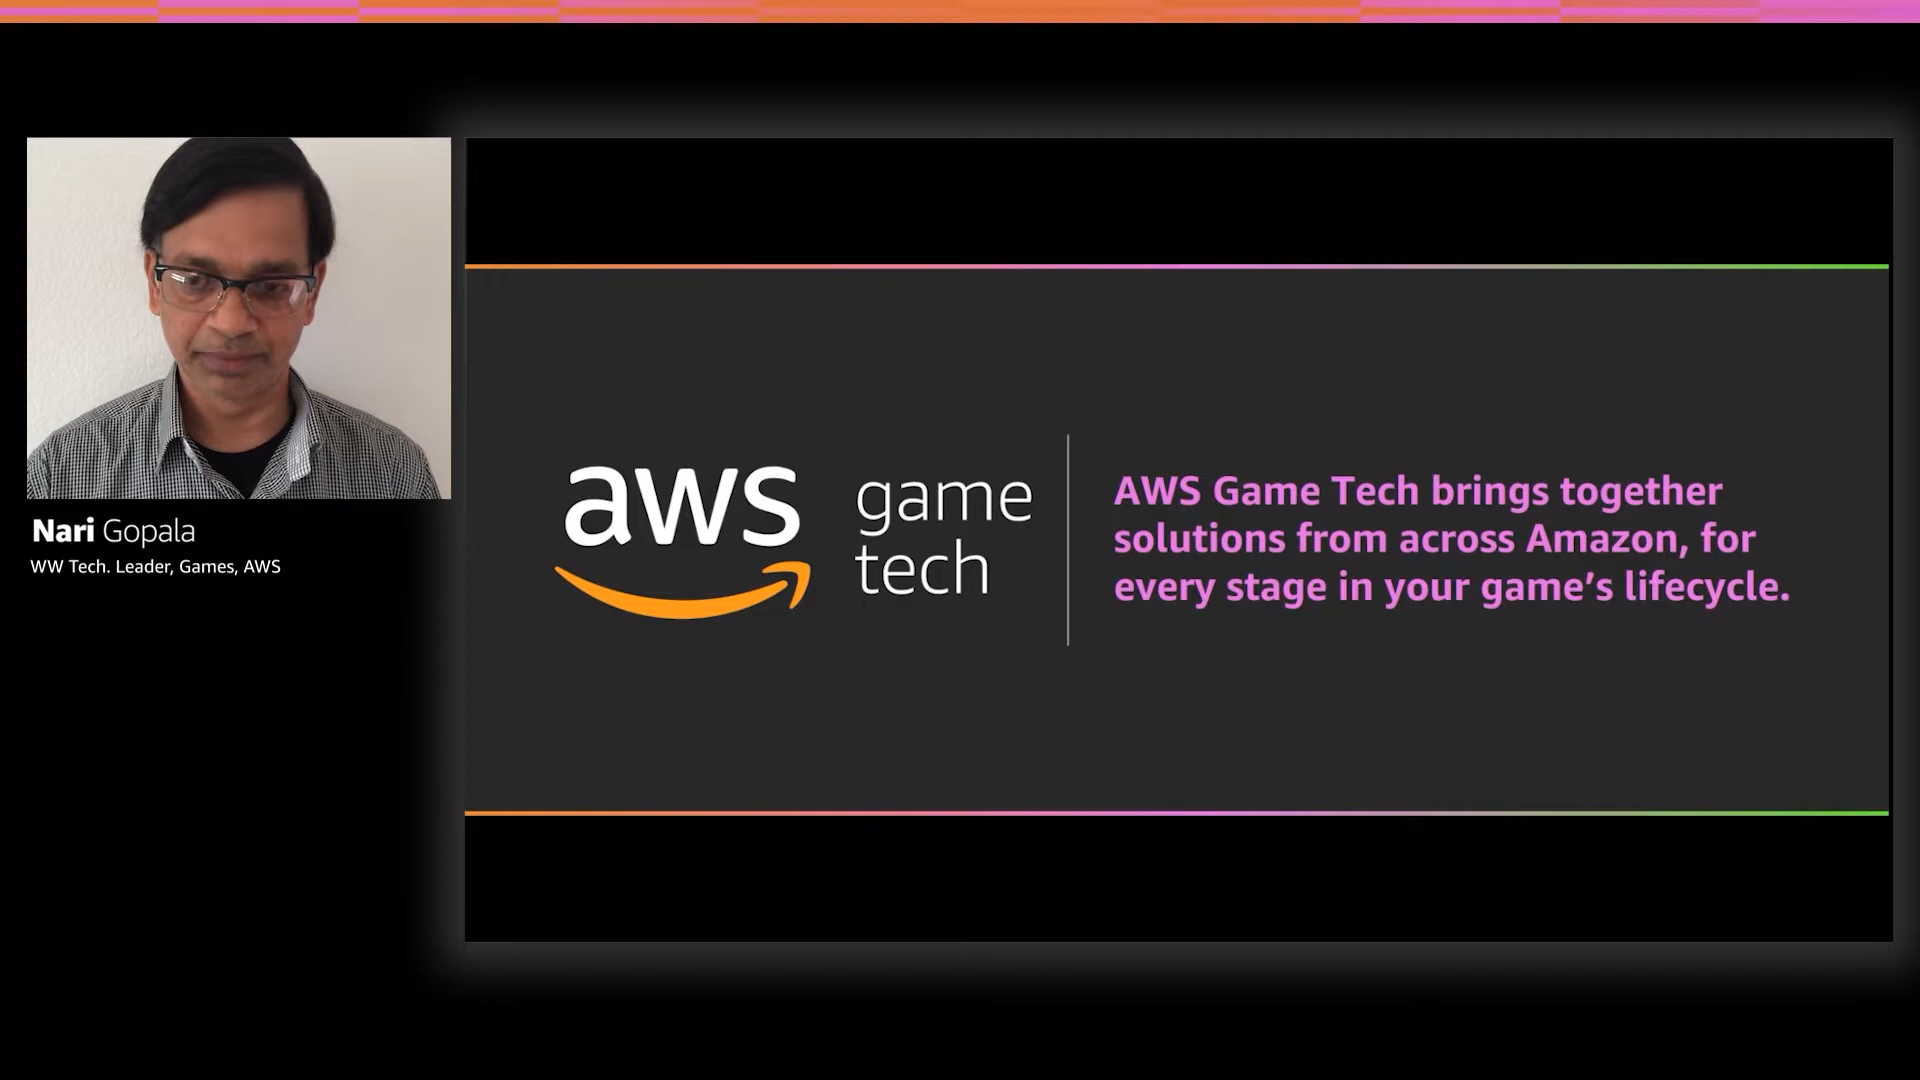 Nari Gopala
WW Tech. Leader, Games, AWS
aws
game
tech
AWS Game Tech brings together
solutions from across Amazon, for
every stage in your game’s lifecycle.